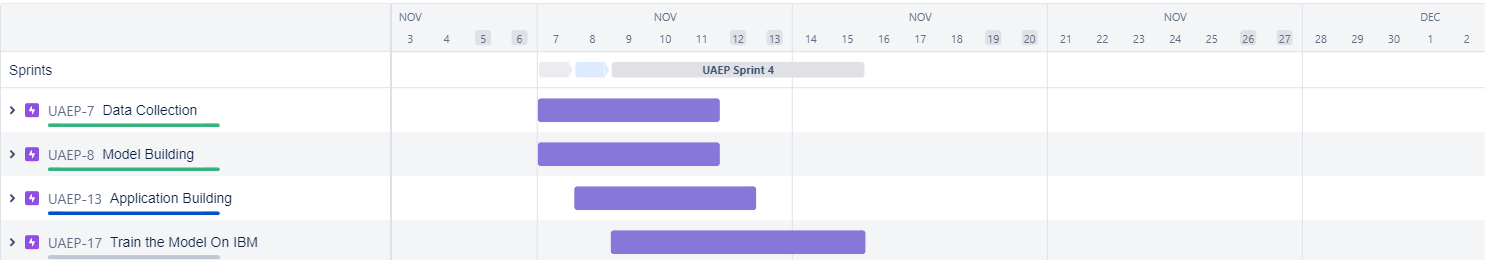 NOV NOV NOV NOV DEC
3 4 5 6 7 8 9 10 11 12 13 14 15 16 17 18 19 20 21 22 23 24 25 26 27 28 29 30 1 2
Sprints UAEP Sprint 4
UAEP-7 Data Collection
UAEP-8 Model Building
UAEP-13 Application Building
UAEP-17 Train the Model On IBM